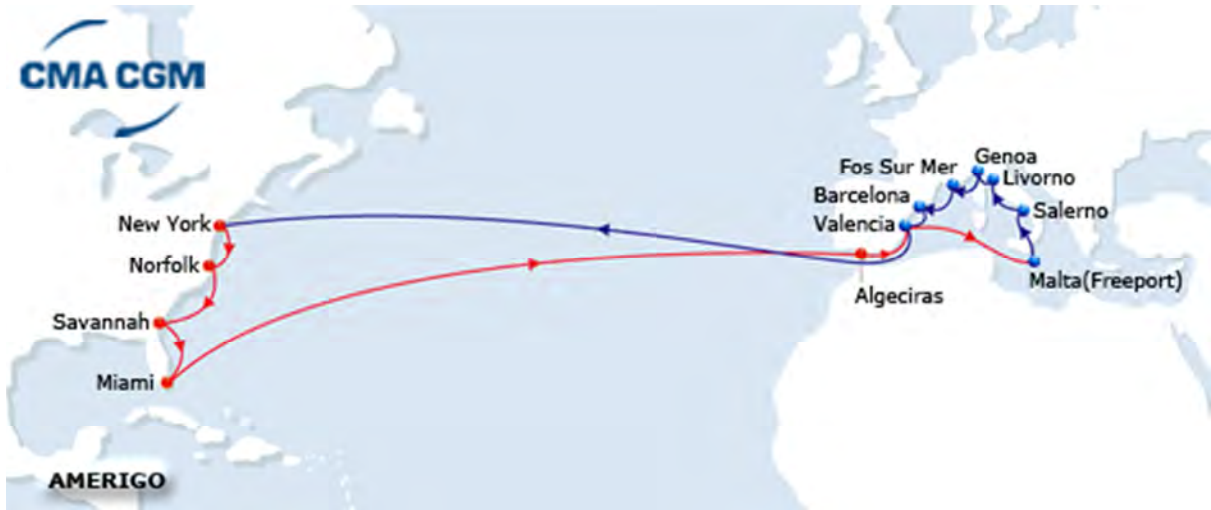 CMA CGM
Genoa
Fos Sur Mer
Livorno
Barcelona
Salerno
New York
Valencia
Norfolk
Malta(Freeport)
Algeciras
Savannah
Miami
AMERIGO